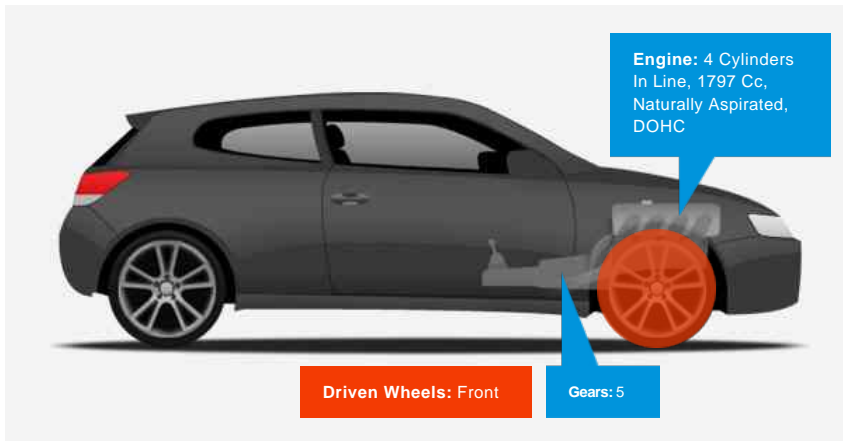 Engine: 4 Cylinders
In Line, 1797 Cc,
Naturally Aspirated,
DOHC
Driven Wheels: Front
Gears: 5